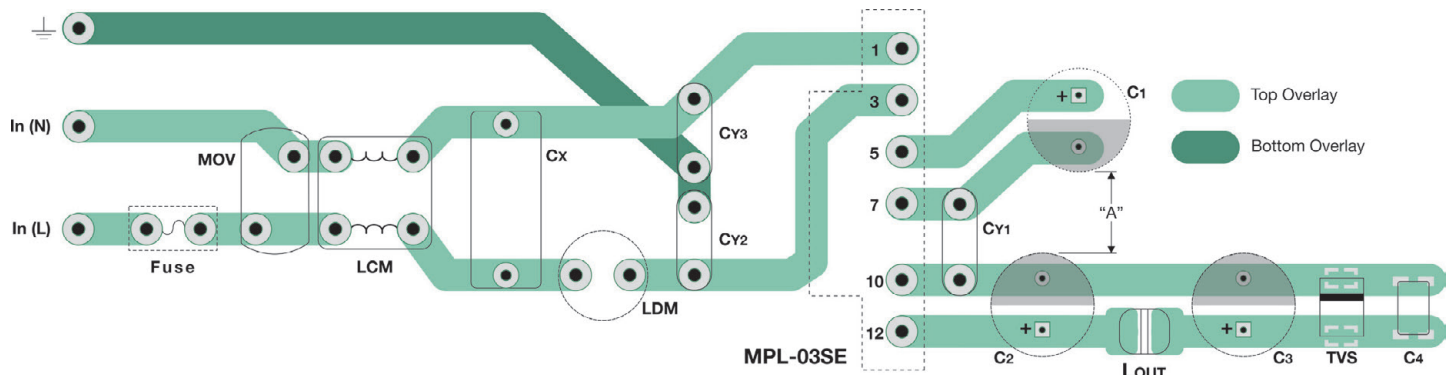 In (N)
In (L)
Fuse
MOV
LCM
Cx
LDM
CY3
CY2
1
3
5
7
10
12
MPL-03SE
+
C1
"A"
CY1
+
C2
LOUT
+
C3
TVS
C4
Top Overlay
Bottom Overlay